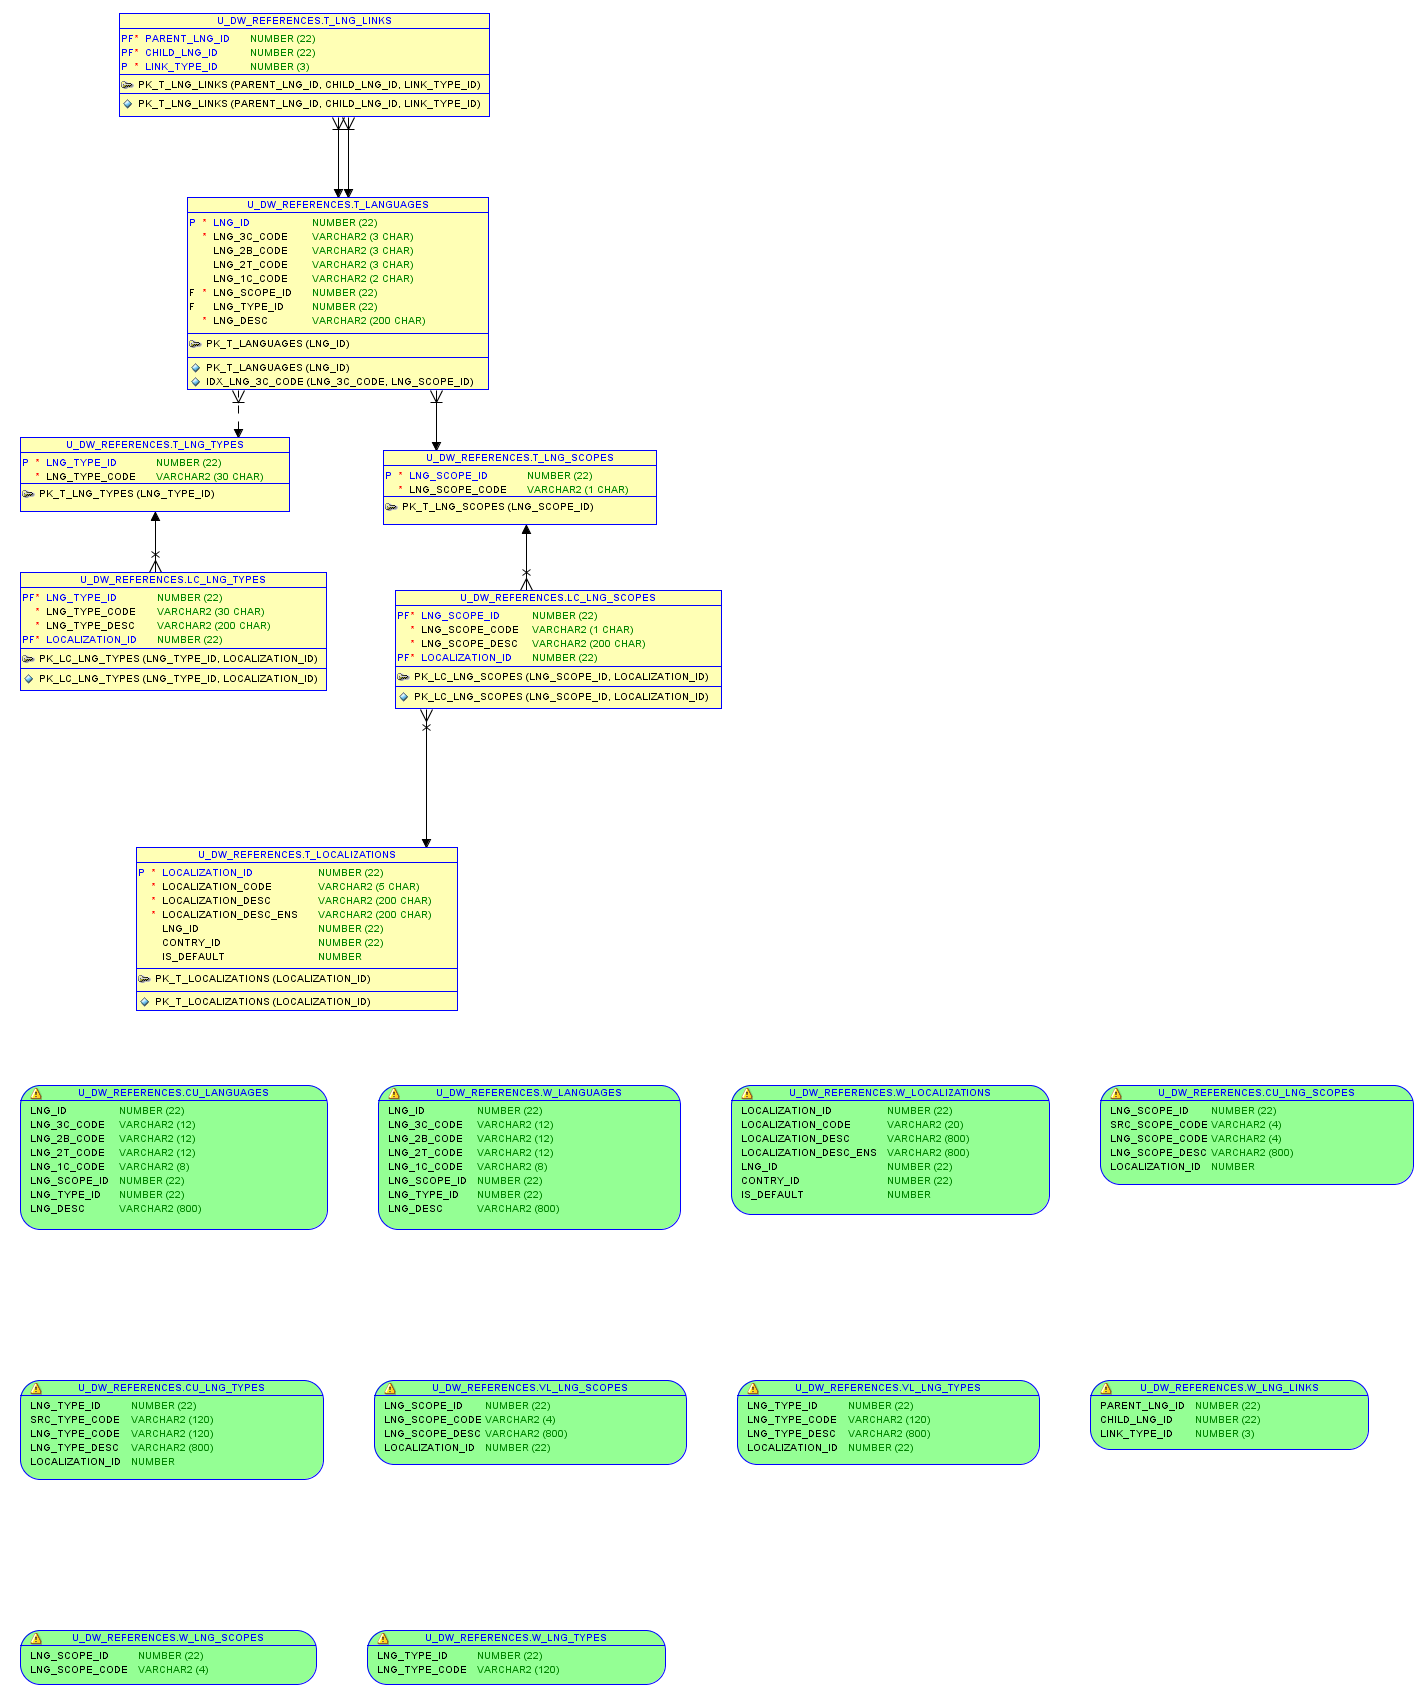 U_DW_REFERENCES.T_LNG_LINKS
PF* PARENT_LNG_ID NUMBER (22)
PF* CHILD_LNG_ID NUMBER (22)
P * LINK_TYPE_ID NUMBER (3)
PK_T_LNG_LINKS (PARENT_LNG_ID, CHILD_LNG_ID, LINK_TYPE_ID)
PK_T_LNG_LINKS (PARENT_LNG_ID, CHILD_LNG_ID, LINK_TYPE_ID)
U_DW_REFERENCES.T_LANGUAGES
P * LNG_ID NUMBER (22)
* LNG_3C_CODE VARCHAR2 (3 CHAR)
LNG_2B_CODE VARCHAR2 (3 CHAR)
LNG_2T_CODE VARCHAR2 (3 CHAR)
LNG_1C_CODE VARCHAR2 (2 CHAR)
F * LNG_SCOPE_ID NUMBER (22)
F LNG_TYPE_ID NUMBER (22)
* LNG_DESC VARCHAR2 (200 CHAR)
PK_T_LANGUAGES (LNG_ID)
PK_T_LANGUAGES (LNG_ID)
IDX_LNG_3C_CODE (LNG_3C_CODE, LNG_SCOPE_ID)
U_DW_REFERENCES.T_LNG_TYPES
P * LNG_TYPE_ID NUMBER (22)
* LNG_TYPE_CODE VARCHAR2 (30 CHAR)
PK_T_LNG_TYPES (LNG_TYPE_ID)
U_DW_REFERENCES.T_LNG_SCOPES
P * LNG_SCOPE_ID NUMBER (22)
* LNG_SCOPE_CODE VARCHAR2 (1 CHAR)
PK_T_LNG_SCOPES (LNG_SCOPE_ID)
U_DW_REFERENCES.LC_LNG_TYPES
PF* LNG_TYPE_ID NUMBER (22)
* LNG_TYPE_CODE VARCHAR2 (30 CHAR)
* LNG_TYPE_DESC VARCHAR2 (200 CHAR)
PF* LOCALIZATION_ID NUMBER (22)
PK_LC_LNG_TYPES (LNG_TYPE_ID, LOCALIZATION_ID)
PK_LC_LNG_TYPES (LNG_TYPE_ID, LOCALIZATION_ID)
U_DW_REFERENCES.LC_LNG_SCOPES
PF* LNG_SCOPE_ID NUMBER (22)
* LNG_SCOPE_CODE VARCHAR2 (1 CHAR)
* LNG_SCOPE_DESC VARCHAR2 (200 CHAR)
PF* LOCALIZATION_ID NUMBER (22)
PK_LC_LNG_SCOPES (LNG_SCOPE_ID, LOCALIZATION_ID)
PK_LC_LNG_SCOPES (LNG_SCOPE_ID, LOCALIZATION_ID)
U_DW_REFERENCES.T_LOCALIZATIONS
P * LOCALIZATION_ID NUMBER (22)
* LOCALIZATION_CODE VARCHAR2 (5 CHAR)
* LOCALIZATION_DESC VARCHAR2 (200 CHAR)
* LOCALIZATION_DESC_ENS VARCHAR2 (200 CHAR)
LNG_ID NUMBER (22)
CONTRY_ID NUMBER (22)
IS_DEFAULT NUMBER
PK_T_LOCALIZATIONS (LOCALIZATION_ID)
PK_T_LOCALIZATIONS (LOCALIZATION_ID)
U_DW_REFERENCES.CU_LANGUAGES
LNG_ID NUMBER (22)
LNG_3C_CODE VARCHAR2 (12)
LNG_2B_CODE VARCHAR2 (12)
LNG_2T_CODE VARCHAR2 (12)
LNG_1C_CODE VARCHAR2 (8)
LNG_SCOPE_ID NUMBER (22)
LNG_TYPE_ID NUMBER (22)
LNG_DESC VARCHAR2 (800)
U_DW_REFERENCES.W_LANGUAGES
LNG_ID NUMBER (22)
LNG_3C_CODE VARCHAR2 (12)
LNG_2B_CODE VARCHAR2 (12)
LNG_2T_CODE VARCHAR2 (12)
LNG_1C_CODE VARCHAR2 (8)
LNG_SCOPE_ID NUMBER (22)
LNG_TYPE_ID NUMBER (22)
LNG_DESC VARCHAR2 (800)
U_DW_REFERENCES.W_LOCALIZATIONS
LOCALIZATION_ID NUMBER (22)
LOCALIZATION_CODE VARCHAR2 (20)
LOCALIZATION_DESC VARCHAR2 (800)
LOCALIZATION_DESC_ENS VARCHAR2 (800)
LNG_ID NUMBER (22)
CONTRY_ID NUMBER (22)
IS_DEFAULT NUMBER
U_DW_REFERENCES.CU_LNG_SCOPES
LNG_SCOPE_ID NUMBER (22)
SRC_SCOPE_CODE VARCHAR2 (4)
LNG_SCOPE_CODE VARCHAR2 (4)
LNG_SCOPE_DESC VARCHAR2 (800)
LOCALIZATION_ID NUMBER
U_DW_REFERENCES.CU_LNG_TYPES
LNG_TYPE_ID NUMBER (22)
SRC_TYPE_CODE VARCHAR2 (120)
LNG_TYPE_CODE VARCHAR2 (120)
LNG_TYPE_DESC VARCHAR2 (800)
LOCALIZATION_ID NUMBER
U_DW_REFERENCES.VL_LNG_SCOPES
LNG_SCOPE_ID NUMBER (22)
LNG_SCOPE_CODE VARCHAR2 (4)
LNG_SCOPE_DESC VARCHAR2 (800)
LOCALIZATION_ID NUMBER (22)
U_DW_REFERENCES.VL_LNG_TYPES
LNG_TYPE_ID NUMBER (22)
LNG_TYPE_CODE VARCHAR2 (120)
LNG_TYPE_DESC VARCHAR2 (800)
LOCALIZATION_ID NUMBER (22)
U_DW_REFERENCES.W_LNG_LINKS
PARENT_LNG_ID NUMBER (22)
CHILD_LNG_ID NUMBER (22)
LINK_TYPE_ID NUMBER (3)
U_DW_REFERENCES.W_LNG_SCOPES
LNG_SCOPE_ID NUMBER (22)
LNG_SCOPE_CODE VARCHAR2 (4)
U_DW_REFERENCES.W_LNG_TYPES
LNG_TYPE_ID NUMBER (22)
LNG_TYPE_CODE VARCHAR2 (120)